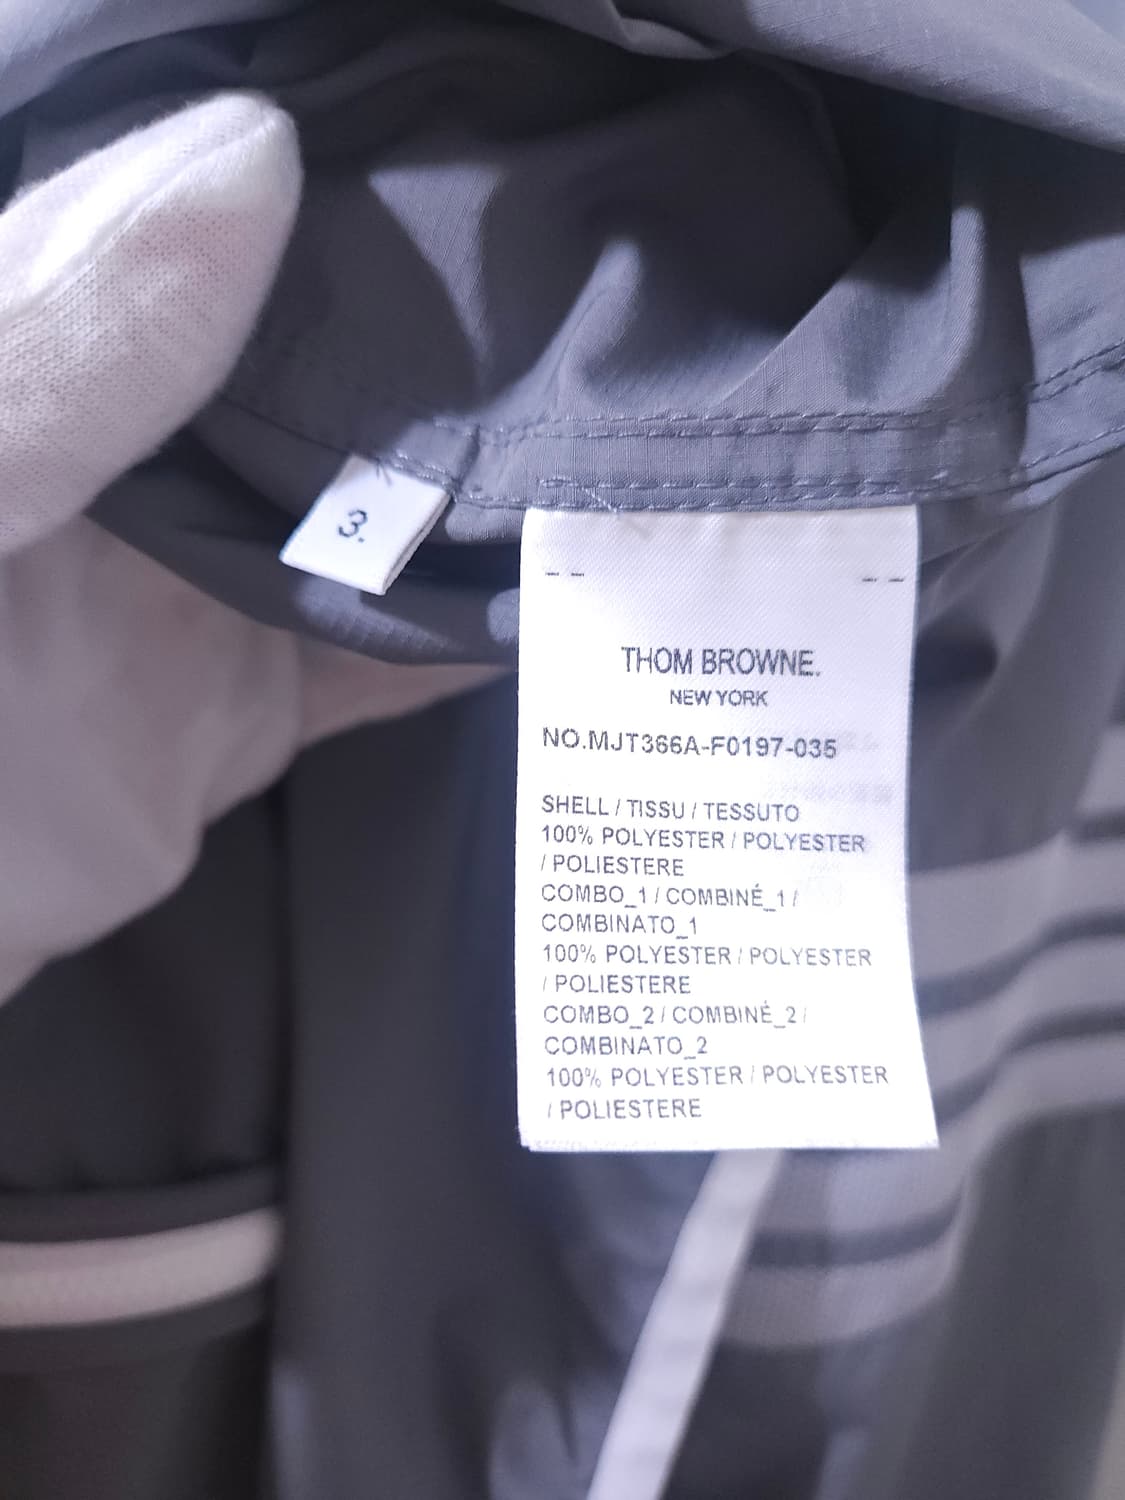 3.
THOM BROWNE.
NEW YORK
NO.MJT366A-F0197-035
SHELL / TISSU / TESSUTO
100% POLYESTER / POLYESTER
/ POLIESTERE
COMBO_1 / COMBINÉ_1 /
COMBINATO_1
100% POLYESTER / POLYESTER
/ POLIESTERE
COMBO_2 / COMBINÉ_2 /
COMBINATO_2
100% POLYESTER / POLYESTER
/ POLIESTERE